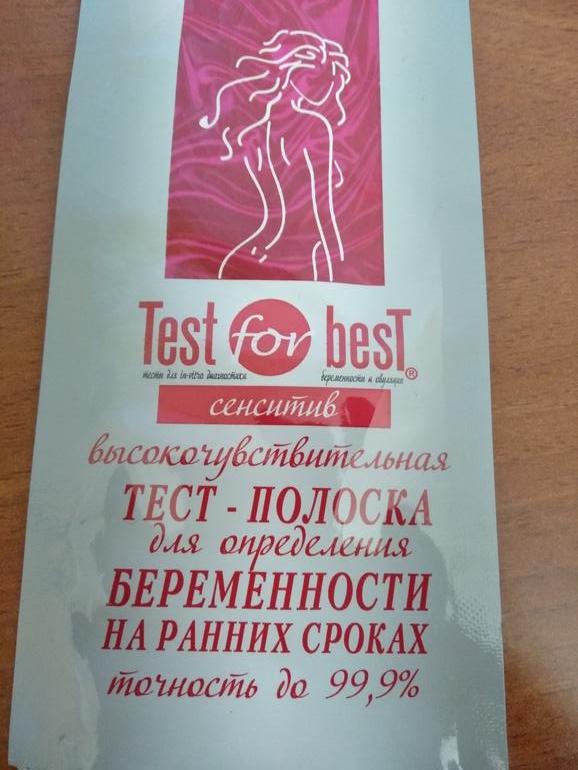 Test for besT®
тесты для in-vitro диагностики беременности и овуляции
сенситив
высокочувствительная
ТЕСТ - ПОЛОСКА
для определения
БЕРЕМЕННОСТИ
НА РАННИХ СРОКАХ
точность до 99,9%